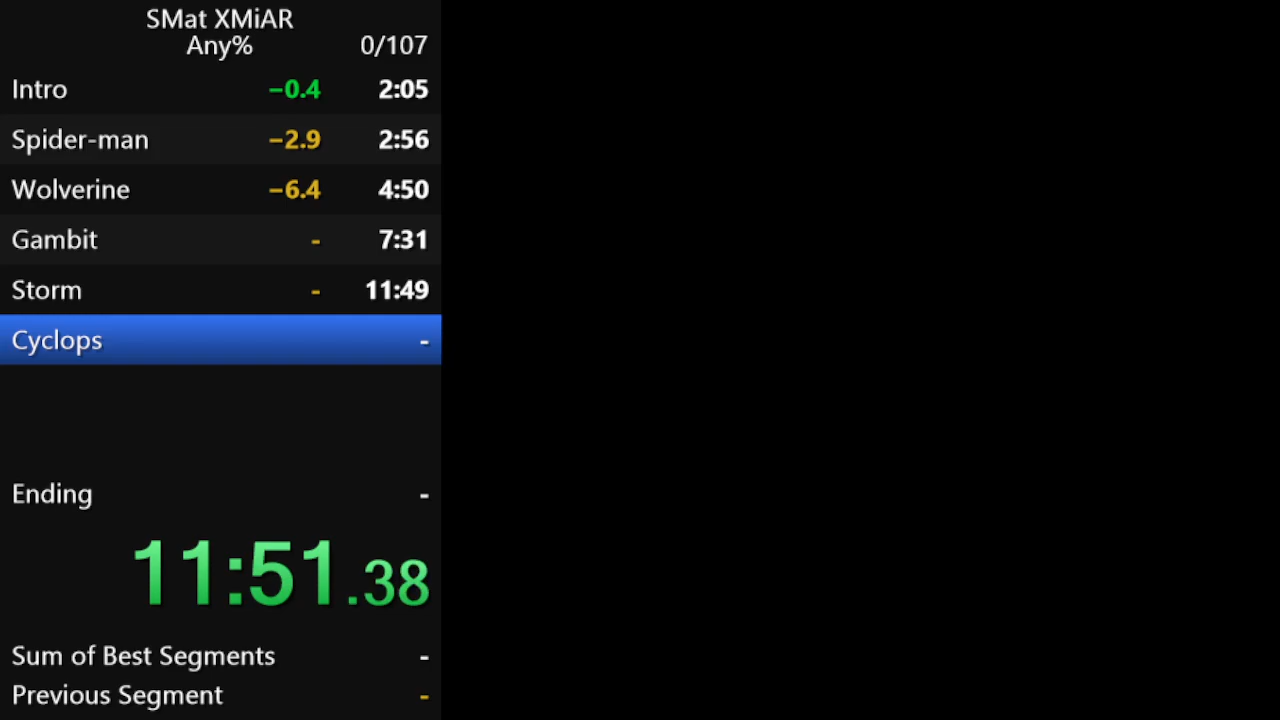 SMat XMiAR
Any% 0/107
Intro −0.4 2:05
Spider-man −2.9 2:56
Wolverine −6.4 4:50
Gambit - 7:31
Storm - 11:49
Cyclops -
Ending -
11:51.38
Sum of Best Segments -
Previous Segment -